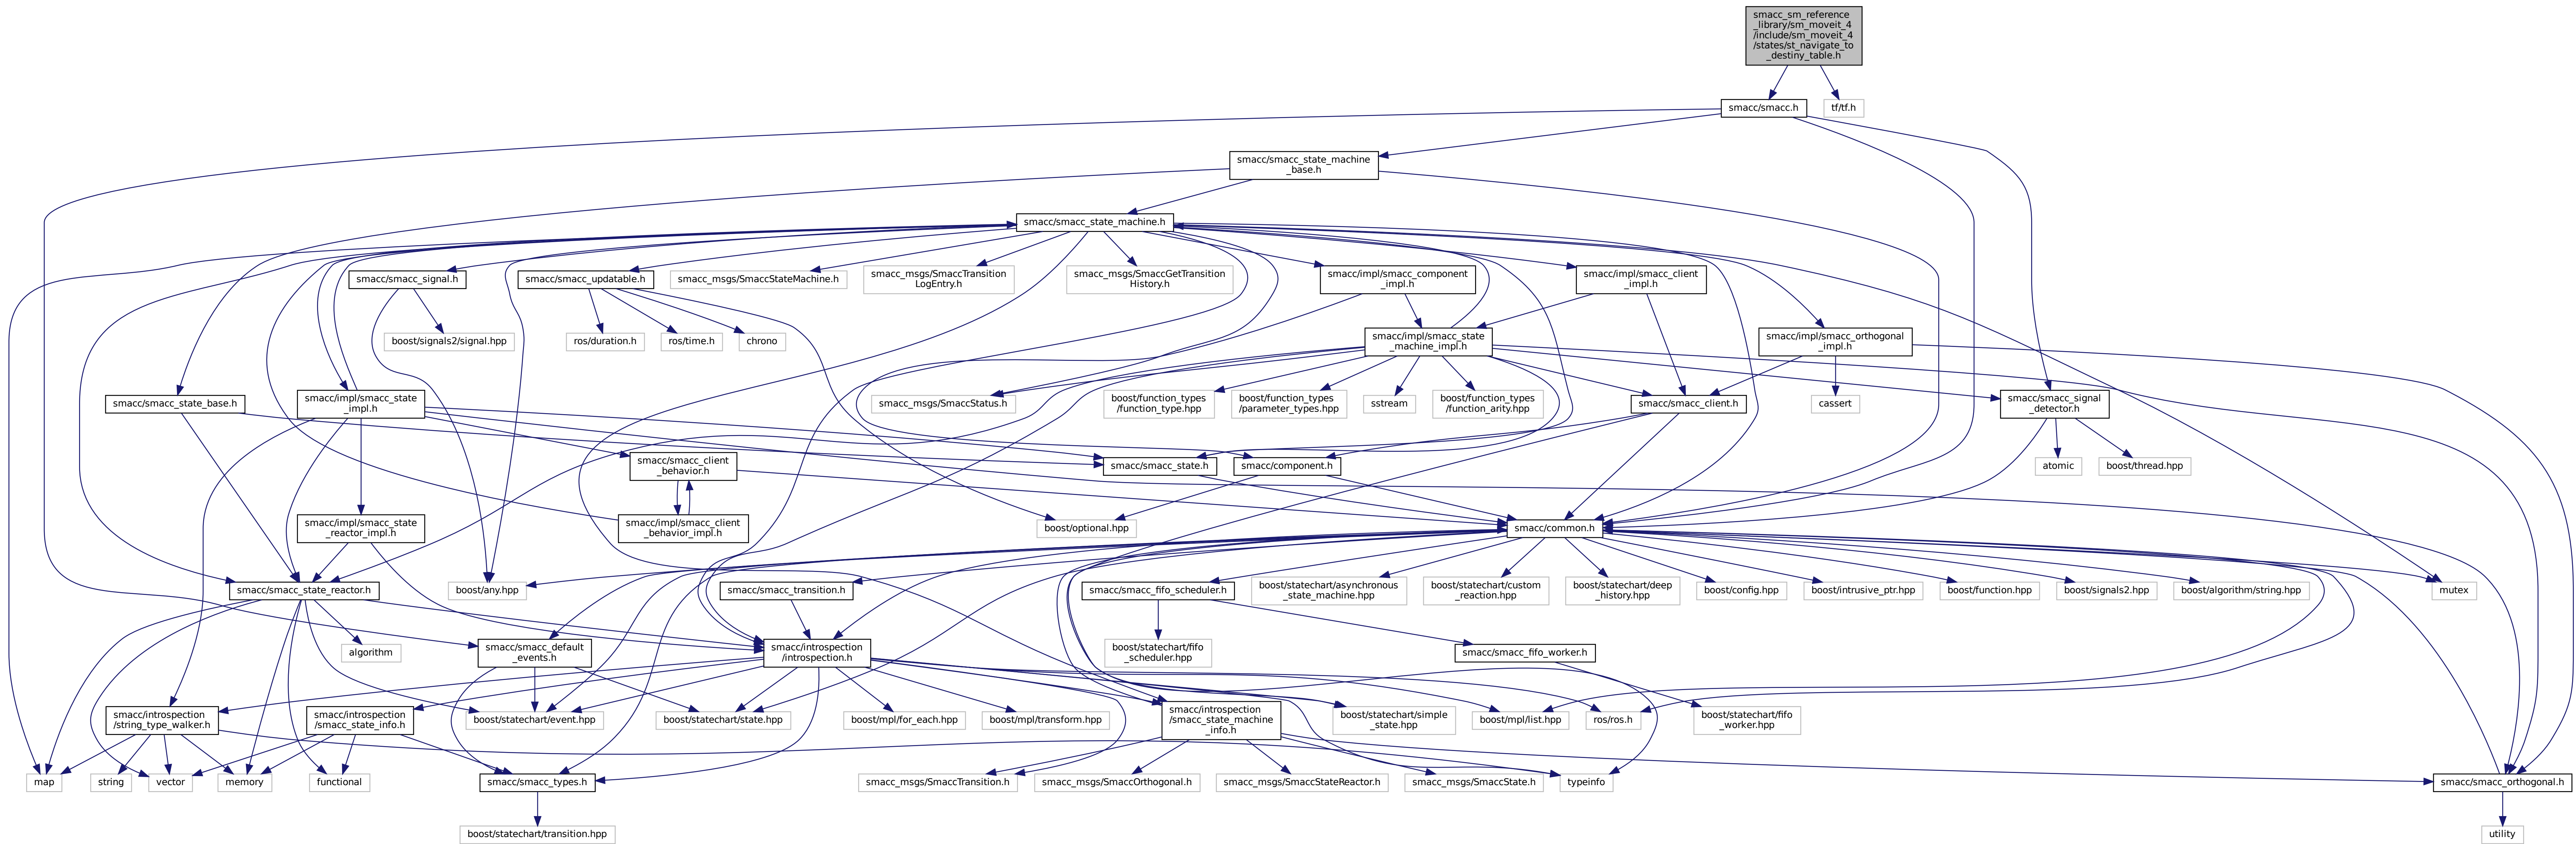 smacc_sm_reference
_library/sm_moveit_4
/include/sm_moveit_4
/states/st_navigate_to
_destiny_table.h
smacc/smacc.h
tf/tf.h
smacc/smacc_state_machine
_base.h
smacc/smacc_state_machine.h
smacc/smacc_signal.h
smacc/smacc_updatable.h
smacc_msgs/SmaccStateMachine.h
smacc_msgs/SmaccTransition
LogEntry.h
smacc_msgs/SmaccGetTransition
History.h
smacc/impl/smacc_component
_impl.h
smacc/impl/smacc_client
_impl.h
boost/signals2/signal.hpp
ros/duration.h
ros/time.h
chrono
smacc/impl/smacc_state
_machine_impl.h
smacc/impl/smacc_orthogonal
_impl.h
smacc/smacc_state_base.h
smacc/impl/smacc_state
_impl.h
smacc_msgs/SmaccStatus.h
boost/function_types
/function_type.hpp
boost/function_types
/parameter_types.hpp
sstream
boost/function_types
/function_arity.hpp
smacc/smacc_client.h
cassert
smacc/smacc_signal
_detector.h
smacc/smacc_client
_behavior.h
smacc/smacc_state.h
smacc/component.h
atomic
boost/thread.hpp
smacc/impl/smacc_state
_reactor_impl.h
smacc/impl/smacc_client
_behavior_impl.h
boost/optional.hpp
smacc/common.h
smacc/smacc_state_reactor.h
boost/any.hpp
smacc/smacc_transition.h
smacc/smacc_fifo_scheduler.h
boost/statechart/asynchronous
_state_machine.hpp
boost/statechart/custom
_reaction.hpp
boost/statechart/deep
_history.hpp
boost/config.hpp
boost/intrusive_ptr.hpp
boost/function.hpp
boost/signals2.hpp
boost/algorithm/string.hpp
mutex
algorithm
smacc/smacc_default
_events.h
smacc/introspection
/introspection.h
boost/statechart/fifo
_scheduler.hpp
smacc/smacc_fifo_worker.h
smacc/introspection
/string_type_walker.h
smacc/introspection
/smacc_state_info.h
boost/statechart/event.hpp
boost/statechart/state.hpp
boost/mpl/for_each.hpp
boost/mpl/transform.hpp
smacc/introspection
/smacc_state_machine
_info.h
boost/statechart/simple
_state.hpp
boost/mpl/list.hpp
ros/ros.h
boost/statechart/fifo
_worker.hpp
map
string
vector
memory
functional
smacc/smacc_types.h
smacc_msgs/SmaccTransition.h
smacc_msgs/SmaccOrthogonal.h
smacc_msgs/SmaccStateReactor.h
smacc_msgs/SmaccState.h
typeinfo
smacc/smacc_orthogonal.h
boost/statechart/transition.hpp
utility